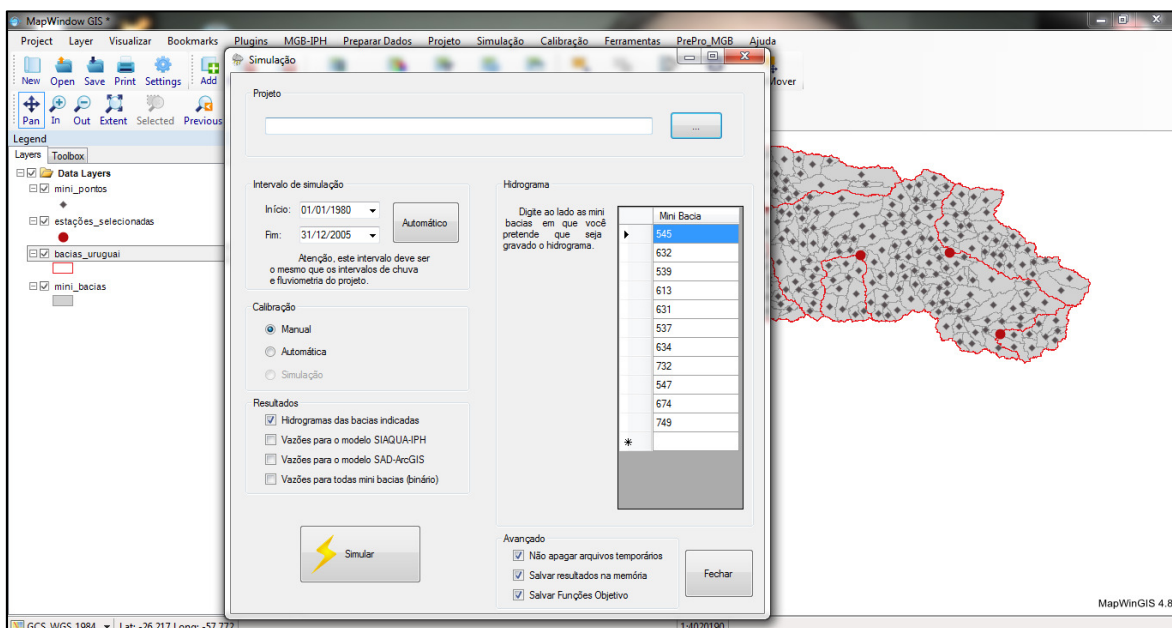 MapWindow GIS *
Project Layer Visualizar Bookmarks Plugins MGB-IPH Preparar Dados Projeto Simulação Calibração Ferramentas PrePro_MGB Ajuda
New Open Save Print Settings Add Mover
Pan In Out Extent Selected Previous
Legend
Layers Toolbox
Data Layers
mini_pontos
estações_selecionadas
bacias_uruguai
mini_bacias
Simulação
Projeto
...
Intervalo de simulação
Início: 01/01/1980
Fim: 31/12/2005
Automático
Atenção, este intervalo deve ser
o mesmo que os intervalos de chuva
e fluviometria do projeto.
Calibração
Manual
Automática
Simulação
Resultados
Hidrogramas das bacias indicadas
Vazões para o modelo SIAQUA-IPH
Vazões para o modelo SAD-ArcGIS
Vazões para todas mini bacias (binário)
Simular
Hidrograma
Digite ao lado as mini
bacias em que você
pretende que seja
gravado o hidrograma.
Mini Bacia
545
632
539
613
631
537
634
732
547
674
749
Avançado
Não apagar arquivos temporários
Salvar resultados na memória
Salvar Funções Objetivo
Fechar
MapWinGIS 4.8
GCS_WGS_1984 Lat: -26.217 Long: -57.772 1:4020190